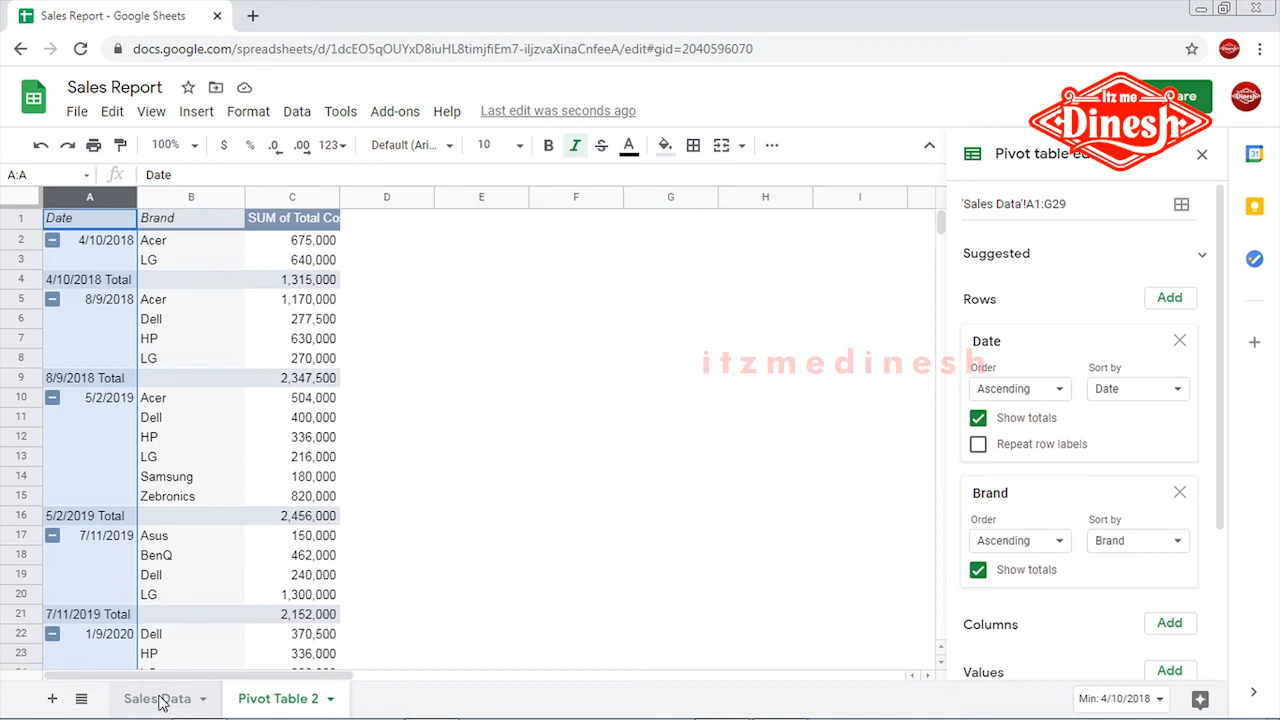 Sales Report - Google Sheets
docs.google.com/spreadsheets/d/1dcEO5qOUYxD8iuHL8timjfiEm7-iljzvaXinaCnfeeA/edit#gid=2040596070
Sales Report
File Edit View Insert Format Data Tools Add-ons Help Last edit was seconds ago
Itz me
Dinesh
are
100% $ % .0 .00 123 Default (Ari... 10 B I S A
Pivot table ed
A:A fx Date
'Sales Data'!A1:G29
A B C D E F G H I
1 Date Brand SUM of Total Co
2 4/10/2018 Acer 675,000
3 LG 640,000
4 4/10/2018 Total 1,315,000
5 8/9/2018 Acer 1,170,000
6 Dell 277,500
7 HP 630,000
8 LG 270,000
9 8/9/2018 Total 2,347,500
10 5/2/2019 Acer 504,000
11 Dell 400,000
12 HP 336,000
13 LG 216,000
14 Samsung 180,000
15 Zebronics 820,000
16 5/2/2019 Total 2,456,000
17 7/11/2019 Asus 150,000
18 BenQ 462,000
19 Dell 240,000
20 LG 1,300,000
21 7/11/2019 Total 2,152,000
22 1/9/2020 Dell 370,500
23 HP 336,000
itzmedinesh
Suggested
Rows Add
Date
Order Sort by
Ascending Date
Show totals
Repeat row labels
Brand
Order Sort by
Ascending Brand
Show totals
Columns Add
Values Add
31
Sales Data Pivot Table 2 Min: 4/10/2018